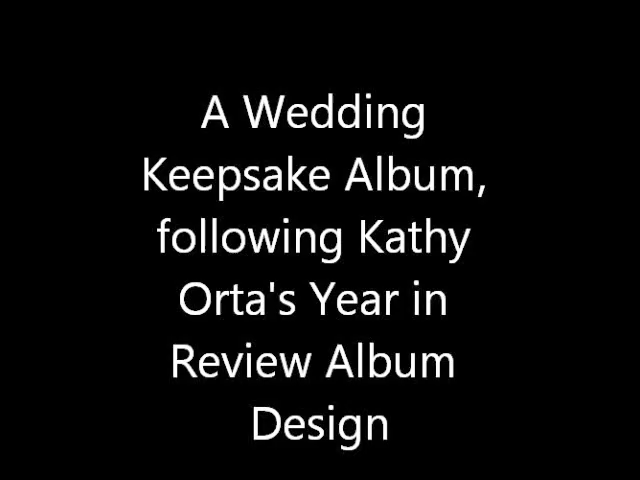 A Wedding
Keepsake Album,
following Kathy
Orta's Year in
Review Album
Design